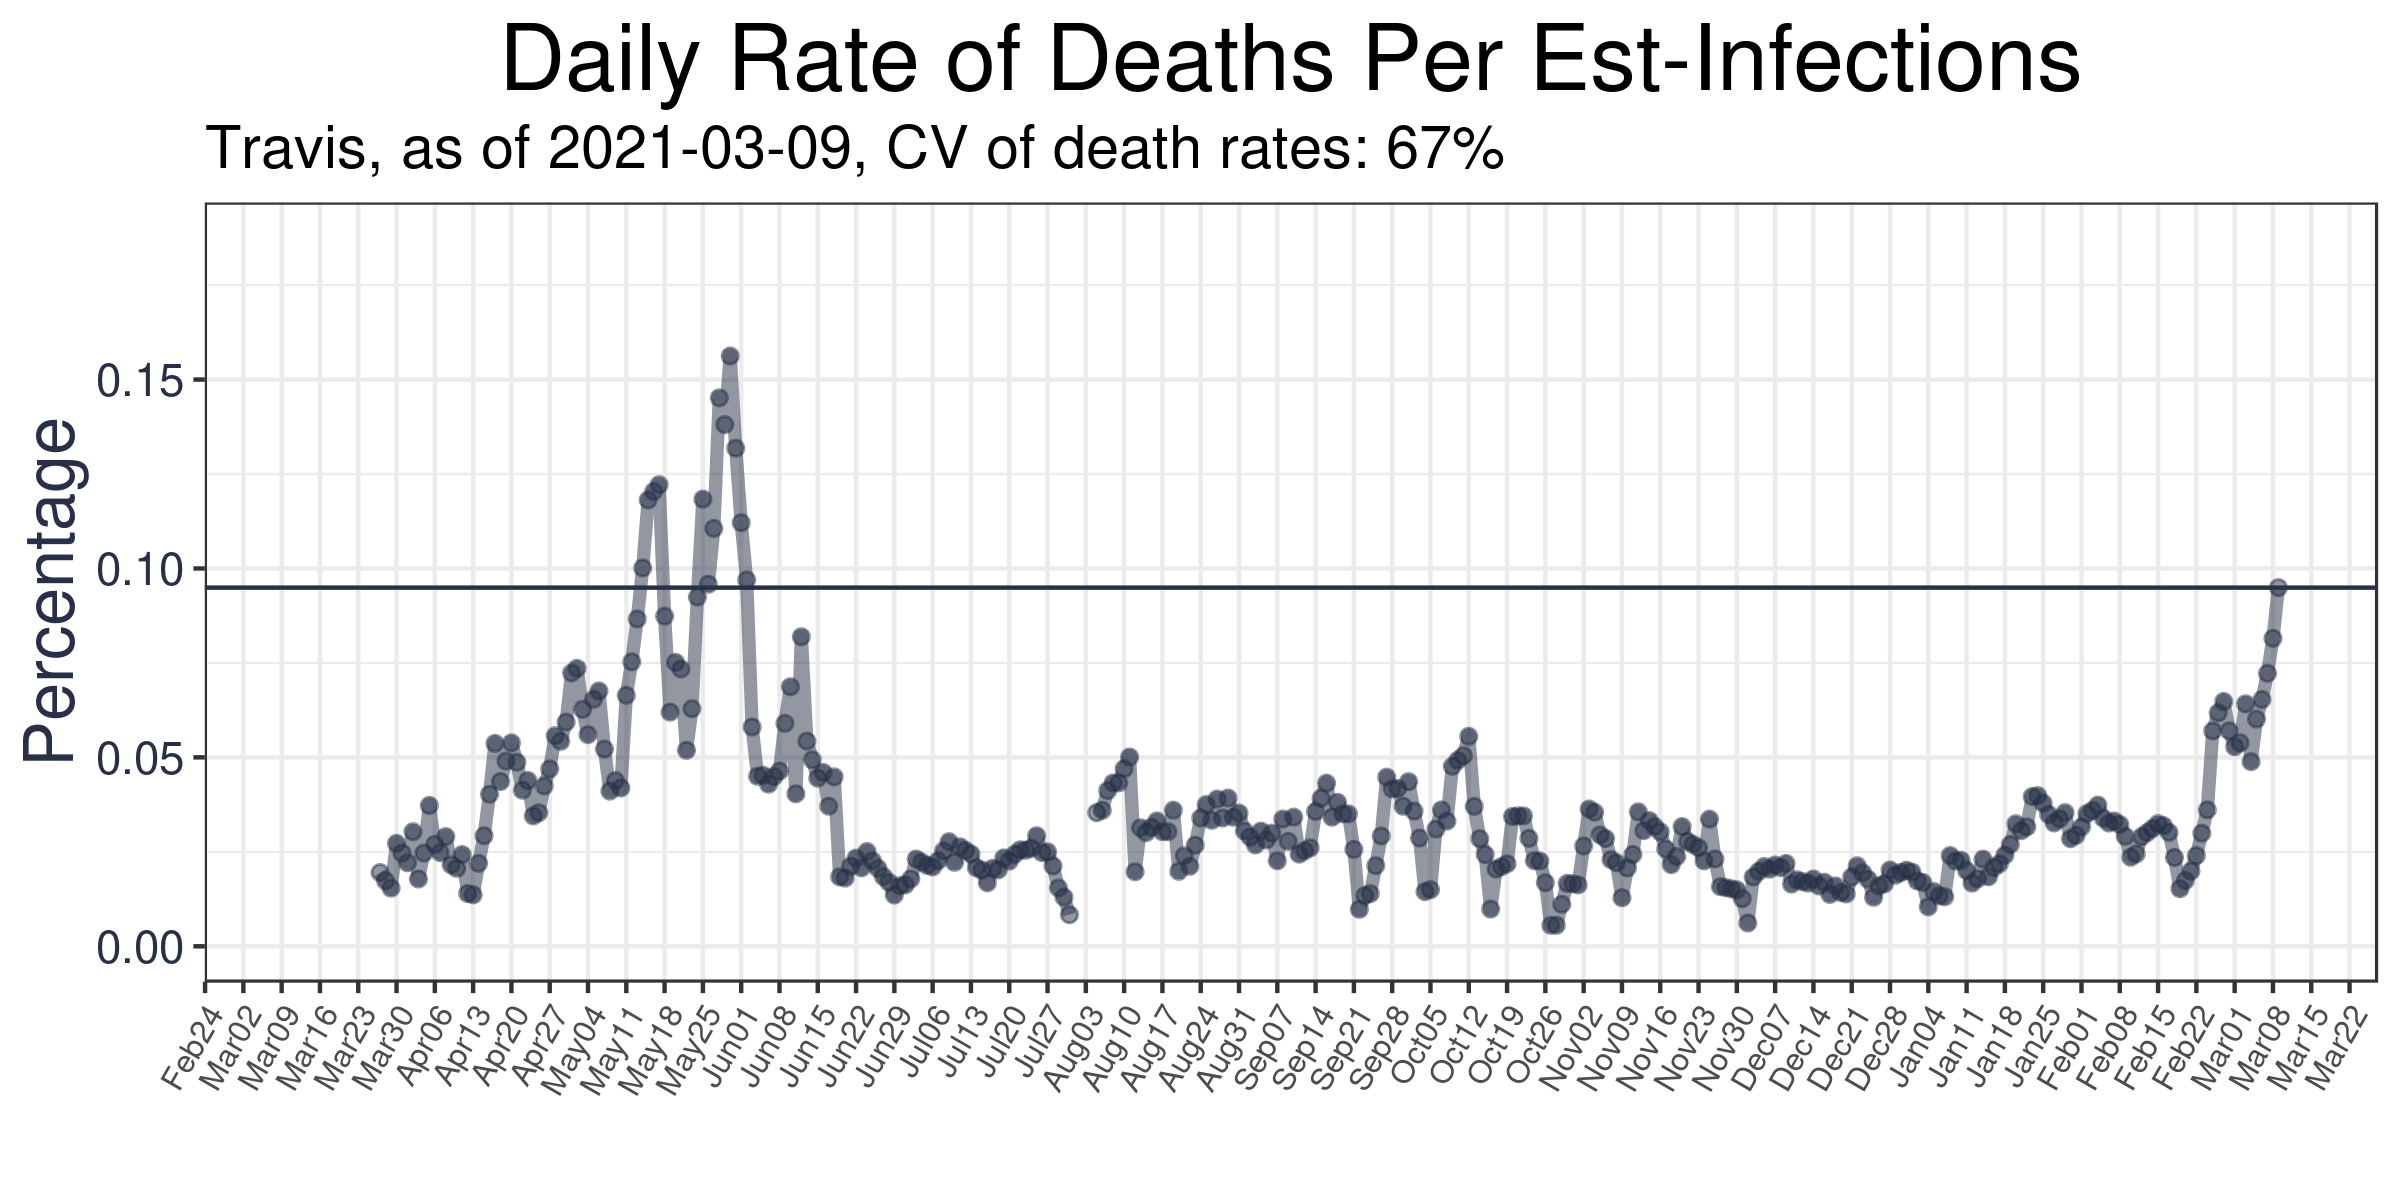 Daily Rate of Deaths Per Est-Infections
Travis, as of 2021-03-09, CV of death rates: 67%
Percentage
0.15
0.10
0.05
0.00
Feb24
Mar02
Mar09
Mar16
Mar23
Mar30
Apr06
Apr13
Apr20
Apr27
May04
May11
May18
May25
Jun01
Jun08
Jun15
Jun22
Jun29
Jul06
Jul13
Jul20
Jul27
Aug03
Aug10
Aug17
Aug24
Aug31
Sep07
Sep14
Sep21
Sep28
Oct05
Oct12
Oct19
Oct26
Nov02
Nov09
Nov16
Nov23
Nov30
Dec07
Dec14
Dec21
Dec28
Jan04
Jan11
Jan18
Jan25
Feb01
Feb08
Feb15
Feb22
Mar01
Mar08
Mar15
Mar22